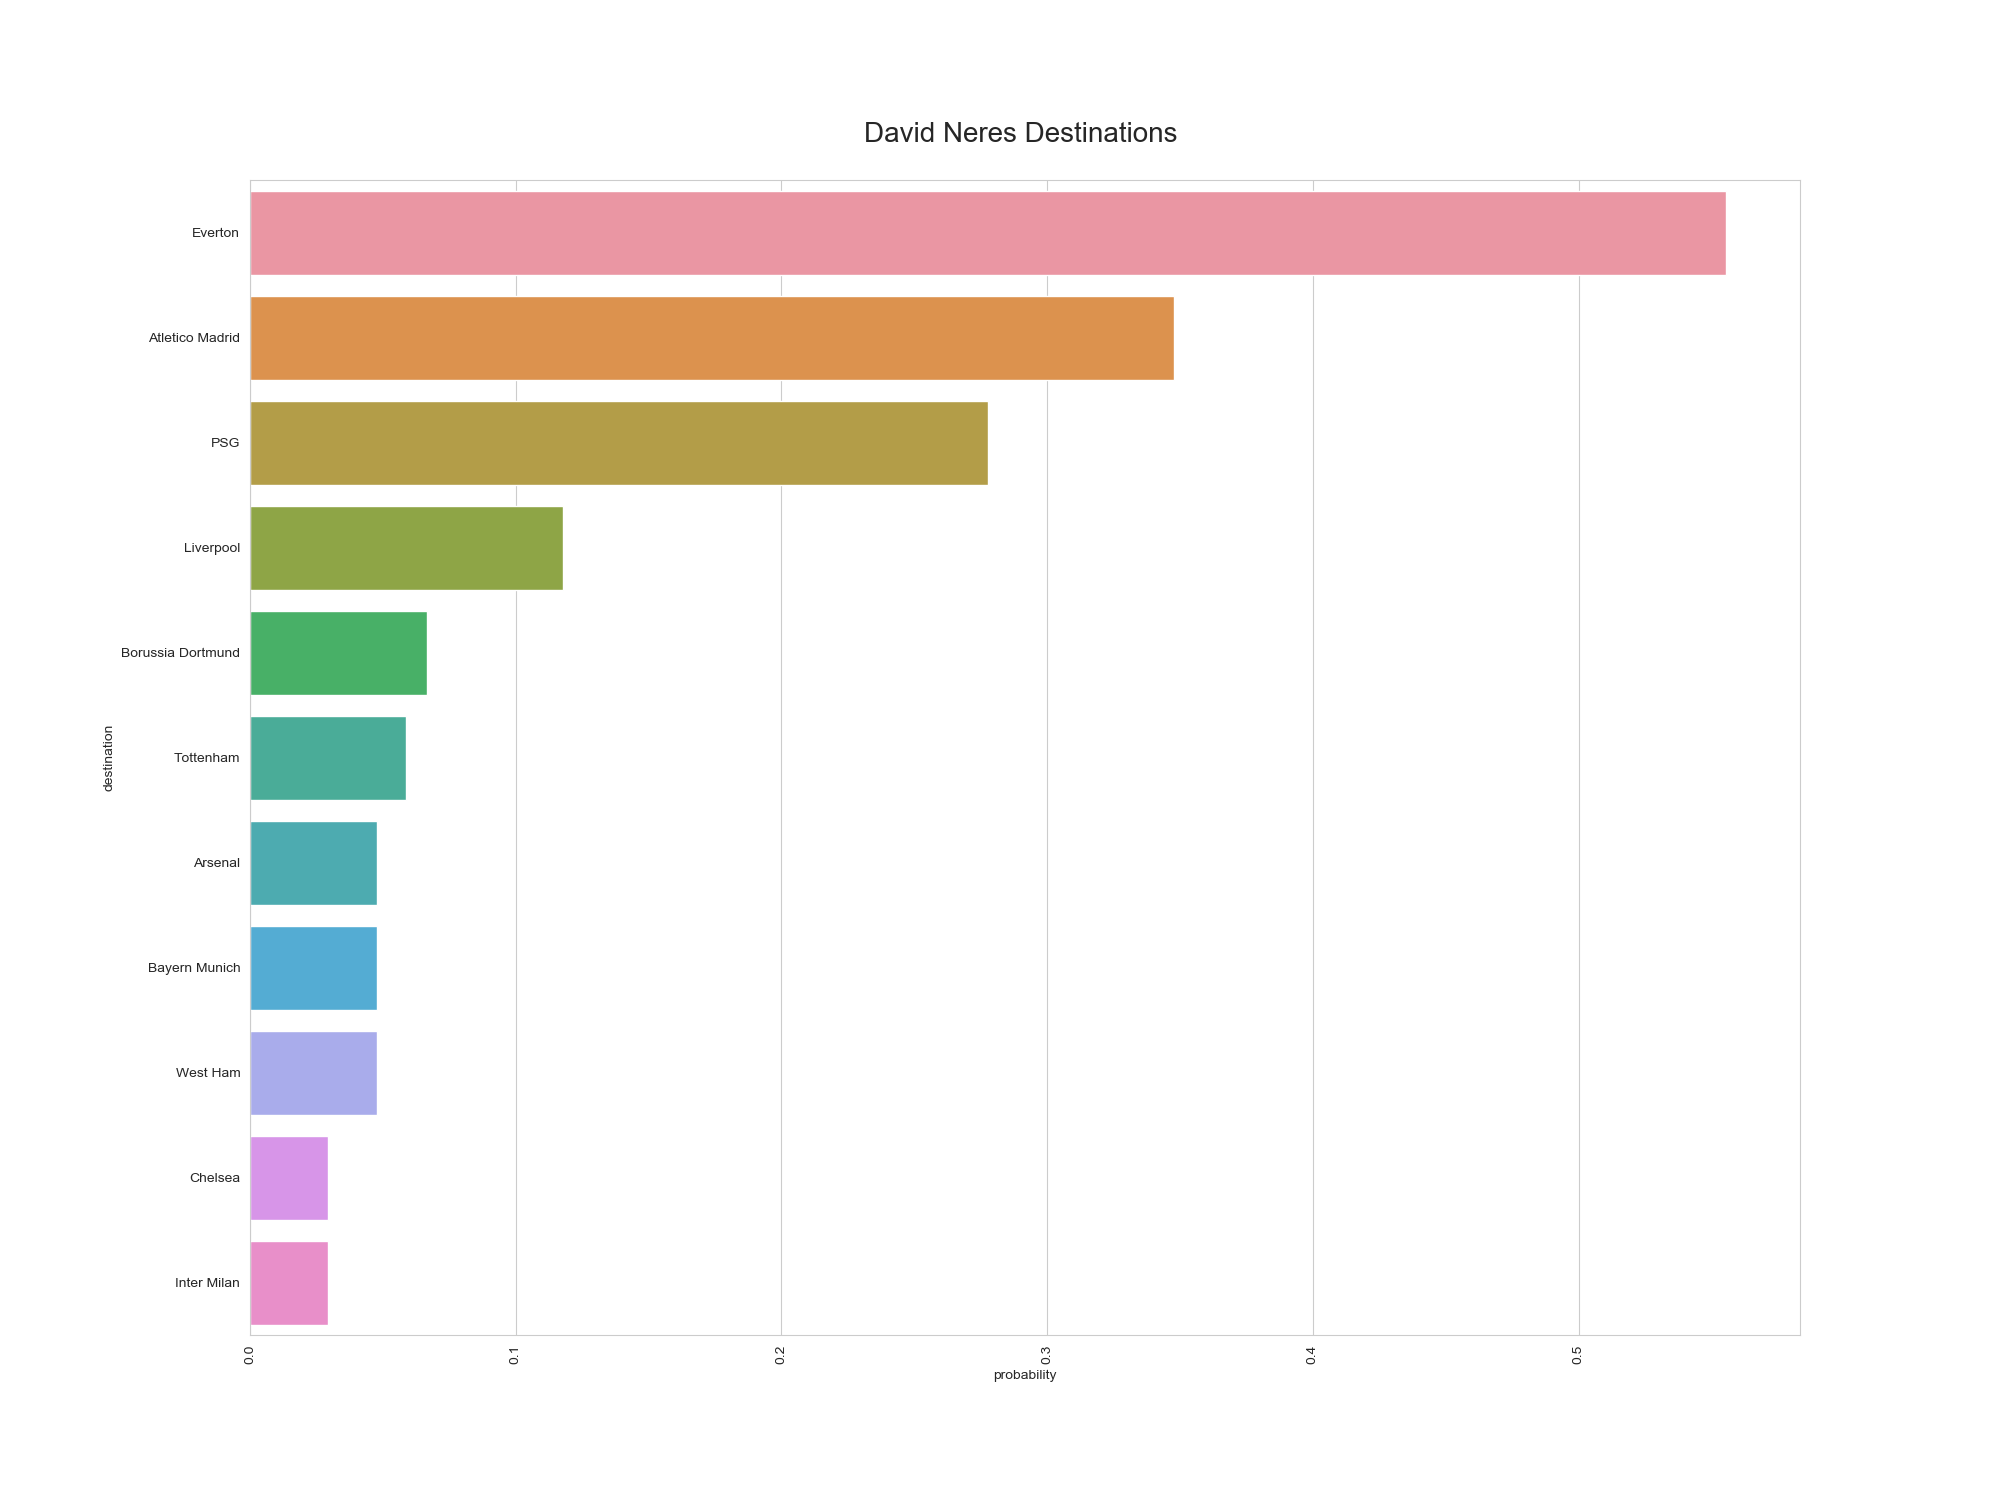 David Neres Destinations
Everton
Atletico Madrid
PSG
Liverpool
Borussia Dortmund
Tottenham
Arsenal
Bayern Munich
West Ham
Chelsea
Inter Milan
destination
0.0 0.1 0.2 0.3 0.4 0.5
probability